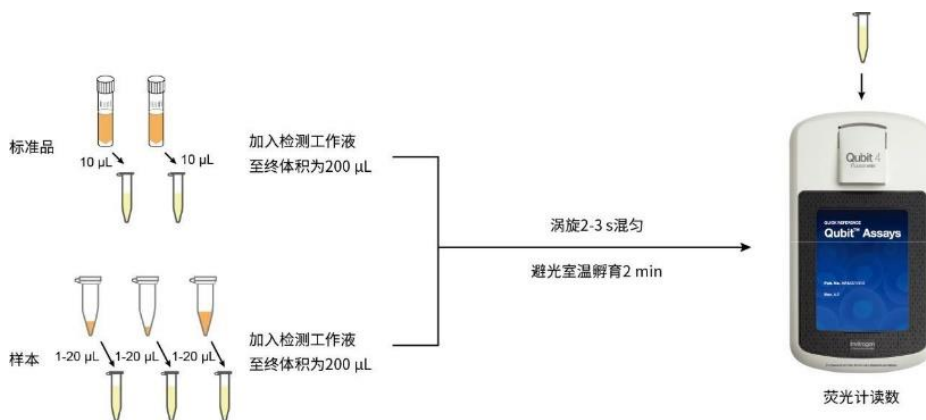 标准品
10 µL
10 µL
加入检测工作液
至终体积为200 µL
涡旋2-3 s混匀
避光室温孵育2 min
样本
1-20 µL
1-20 µL
1-20 µL
加入检测工作液
至终体积为200 µL
Qubit 4
QUICK REFERENCE
Qubit™ Assays
invitrogen
荧光计读数